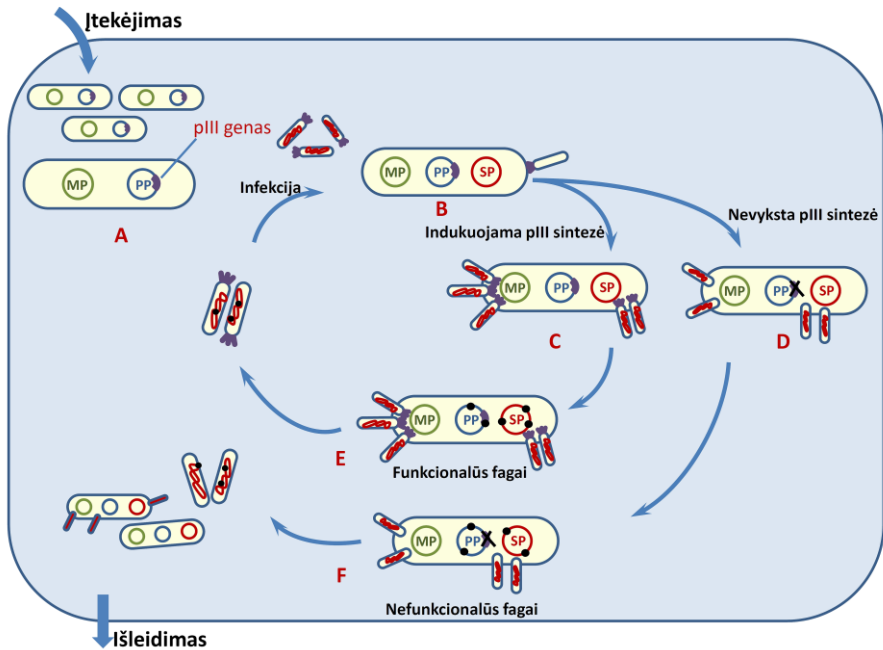 Įtekėjimas
pIII genas
MP
PP
A
Infekcija
MP
PP
SP
B
Indukuojama pIII sintezė
Nevyksta pIII sintezė
MP
PP
SP
C
MP
PP
SP
D
MP
PP
SP
E
Funkcionalūs fagai
MP
PP
SP
F
Nefunkcionalūs fagai
Išleidimas